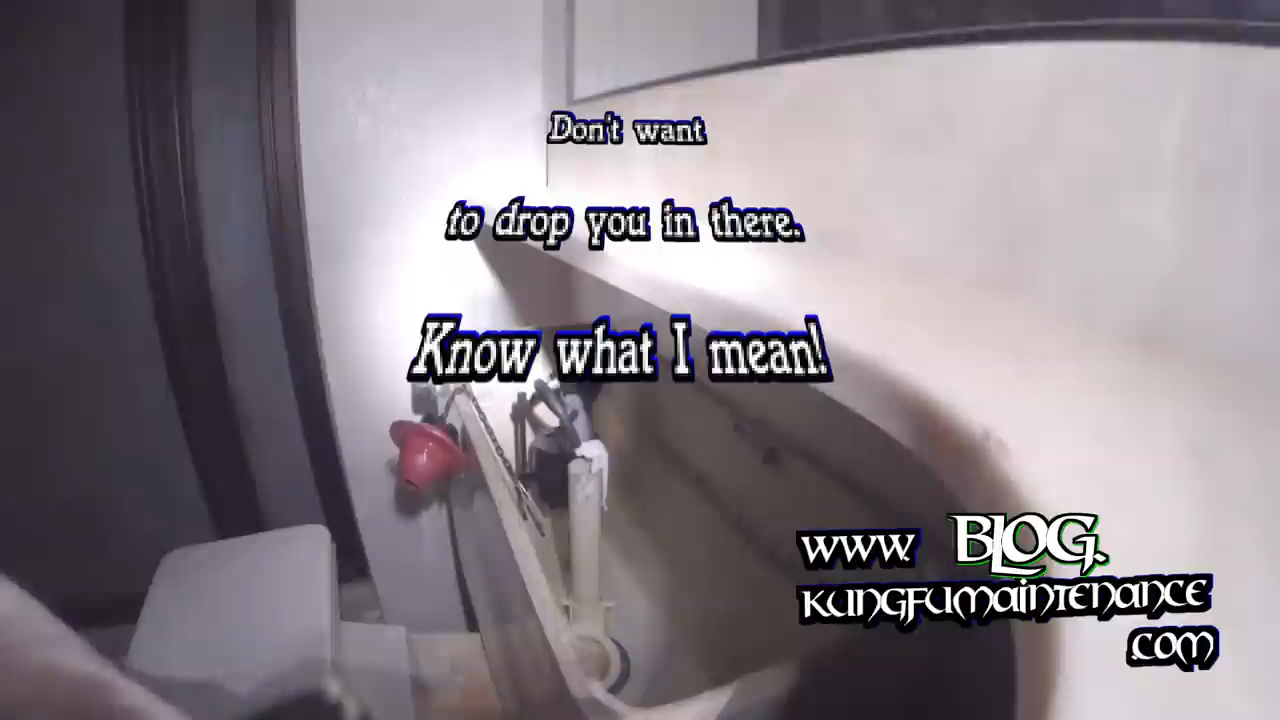 Don't want
to drop you in there.
Know what I mean!
www. BLOG.
KUNGFUMAINTENANCE
.COM